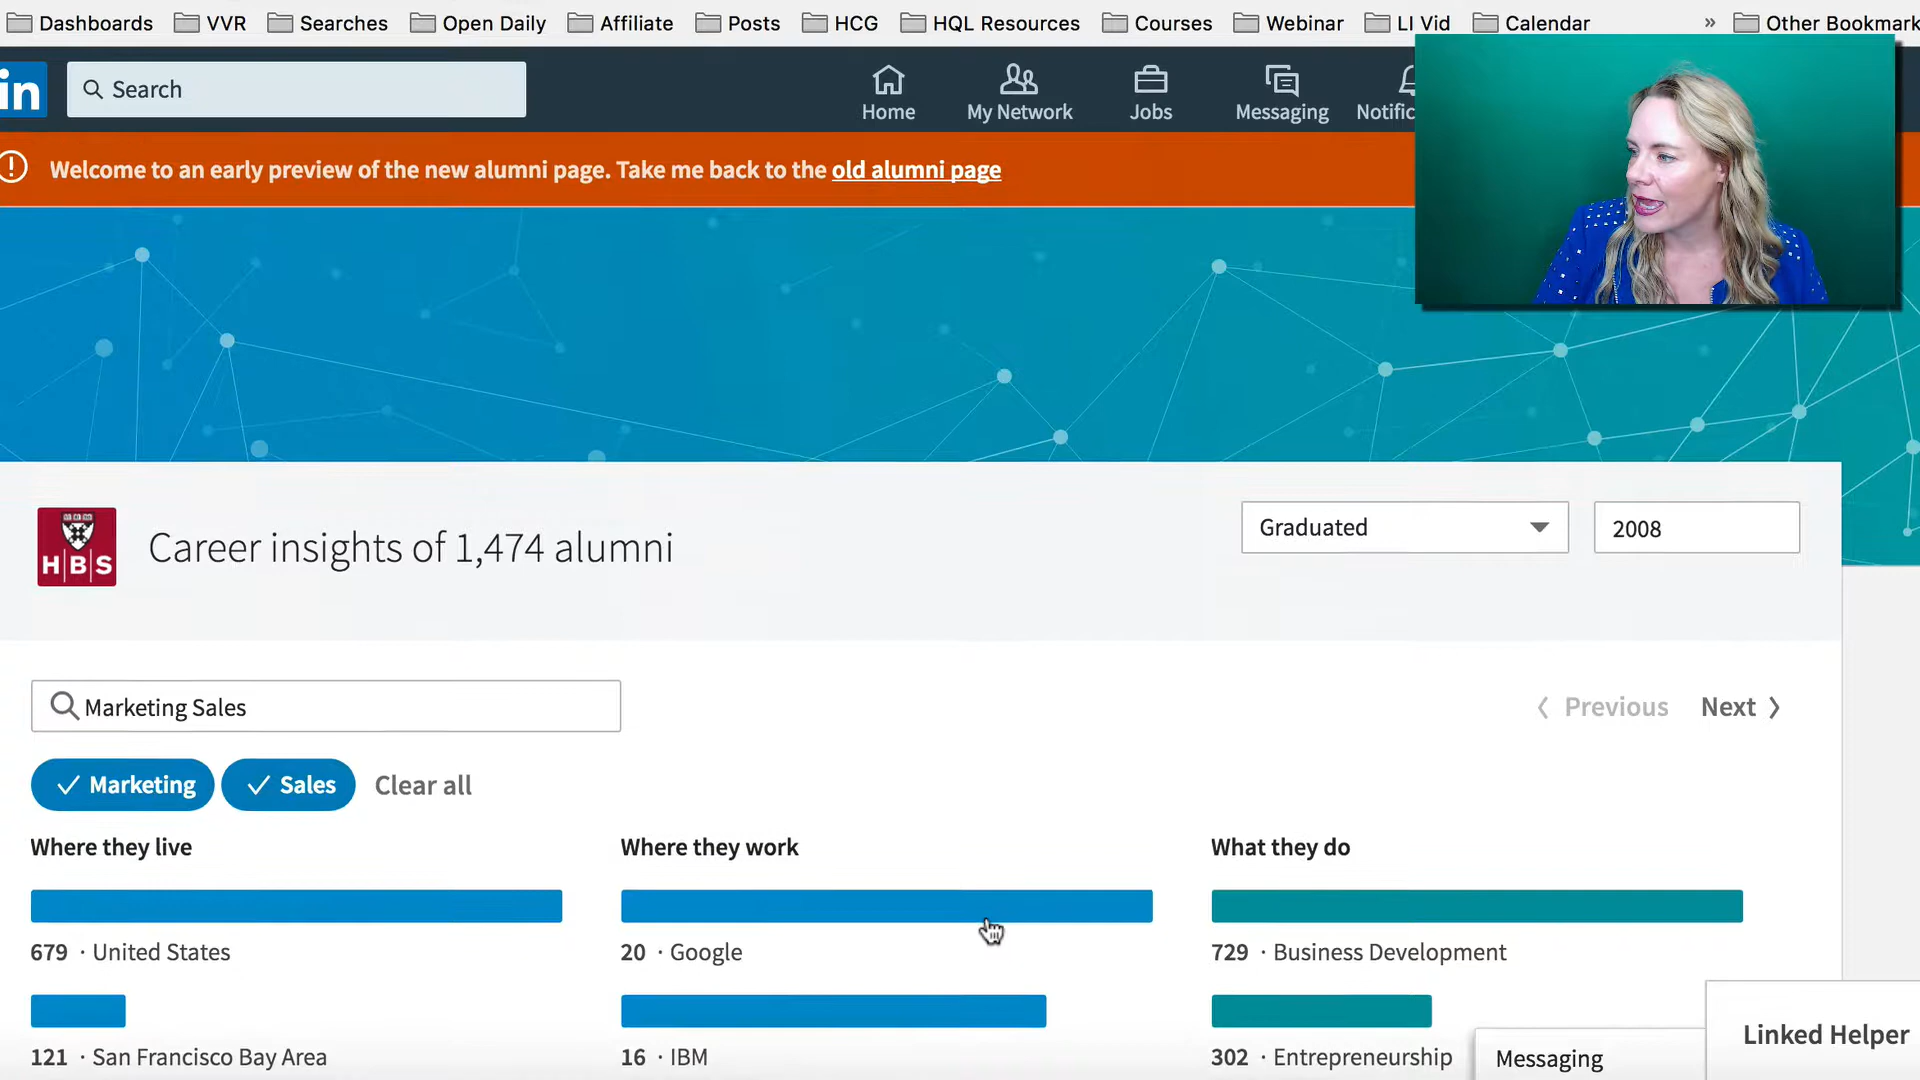 Dashboards VVR Searches Open Daily Affiliate Posts HCG HQL Resources Courses Webinar LI Vid Calendar » Other Bookmark
in Search Home My Network Jobs Messaging Notific
Welcome to an early preview of the new alumni page. Take me back to the old alumni page
HBS Career insights of 1,474 alumni Graduated 2008
Marketing Sales Previous Next
Marketing Sales Clear all
Where they live Where they work What they do
679 · United States 20 · Google 729 · Business Development
121 · San Francisco Bay Area 16 · IBM 302 · Entrepreneurship
Messaging Linked Helper